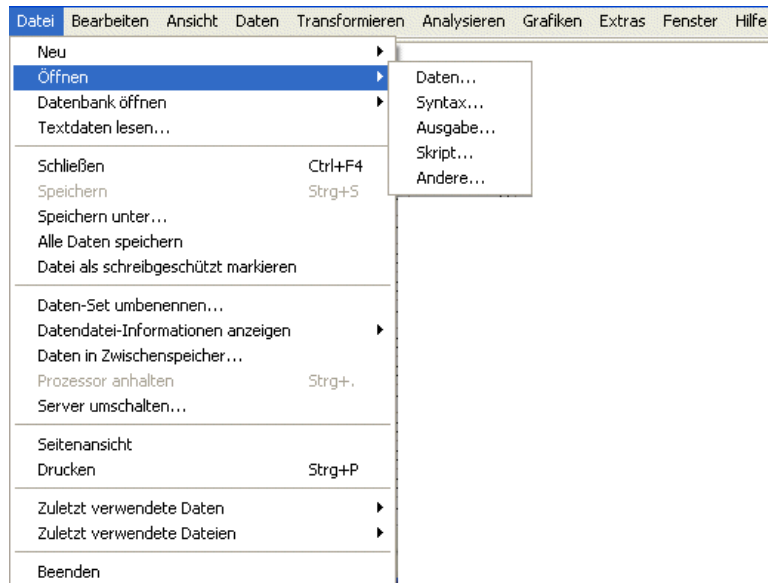 Datei Bearbeiten Ansicht Daten Transformieren Analysieren Grafiken Extras Fenster Hilfe
Neu
Öffnen
Datenbank öffnen
Textdaten lesen...
Schließen Ctrl+F4
Speichern Strg+S
Speichern unter...
Alle Daten speichern
Datei als schreibgeschützt markieren
Daten-Set umbenennen...
Datendatei-Informationen anzeigen
Daten in Zwischenspeicher...
Prozessor anhalten Strg+.
Server umschalten...
Seitenansicht
Drucken Strg+P
Zuletzt verwendete Daten
Zuletzt verwendete Dateien
Beenden
Daten...
Syntax...
Ausgabe...
Skript...
Andere...